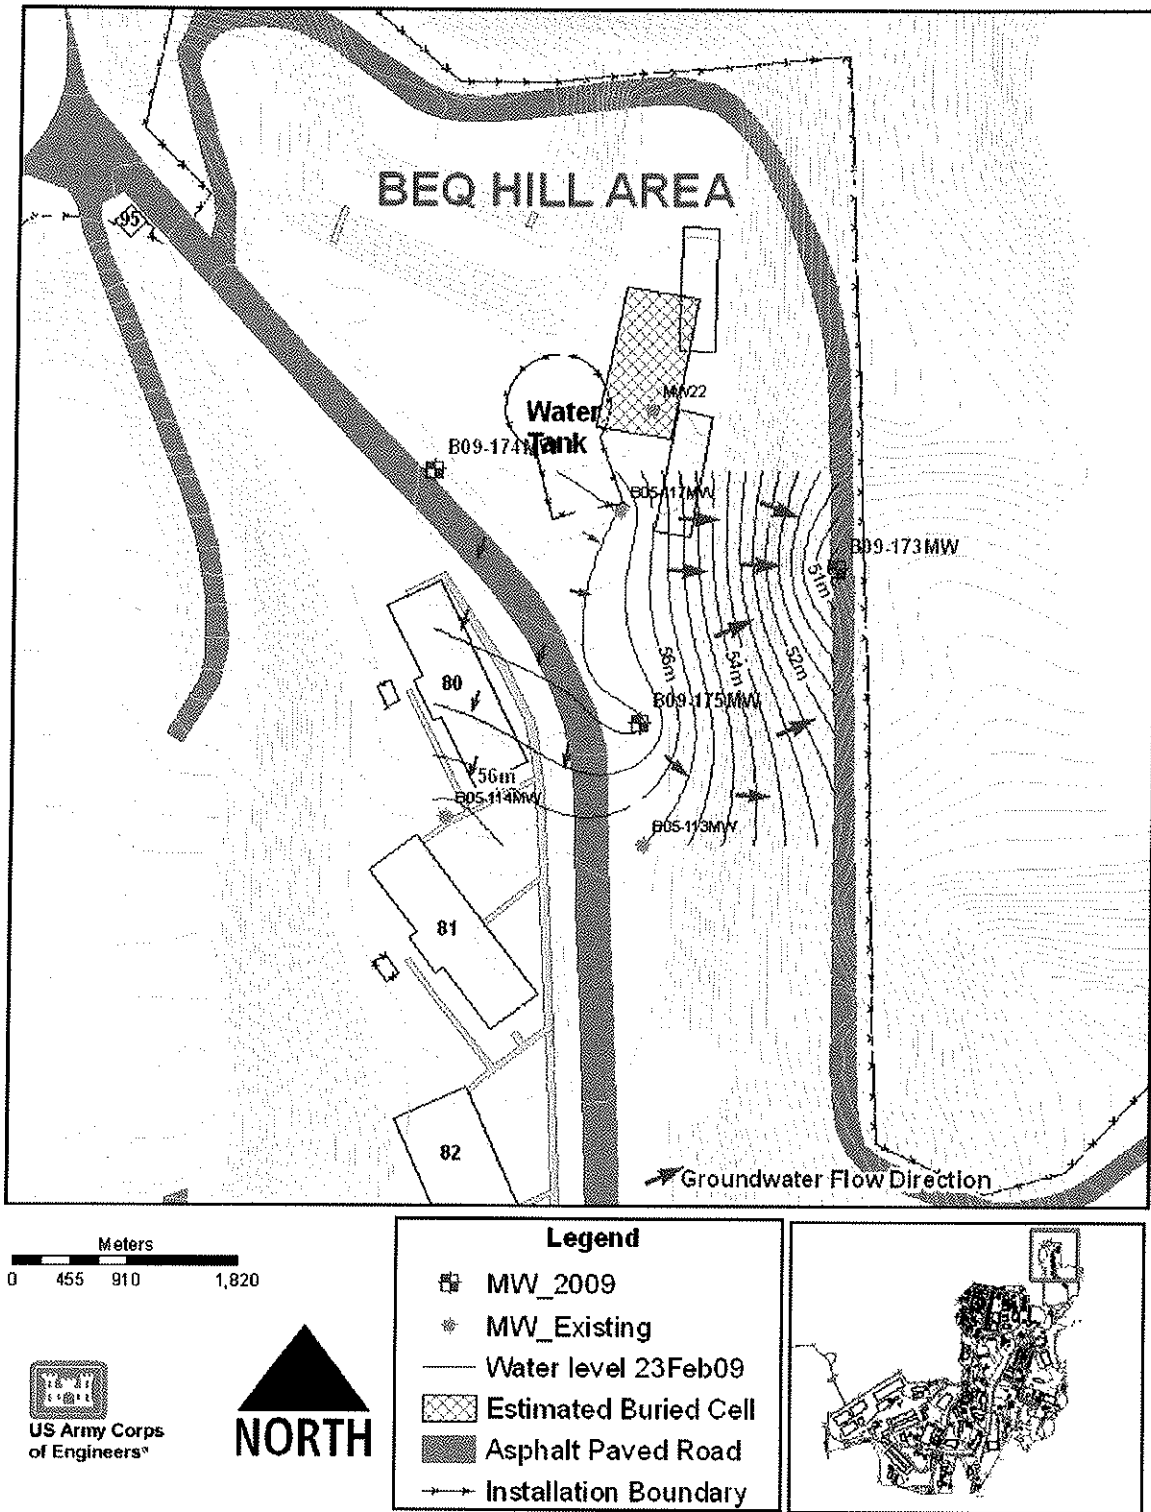 BEQ HILL AREA
95
MW22
Water
Tank
B09-174MW
B05-117MW
B09-173MW
51m
80
56m
54m
52m
B09-175MW
56m
B05-114MW
B05-113MW
81
82
Groundwater Flow Direction
Meters
0 455 910 1,820
US Army Corps
of Engineers®
NORTH
Legend
MW_2009
MW_Existing
Water level 23Feb09
Estimated Buried Cell
Asphalt Paved Road
Installation Boundary